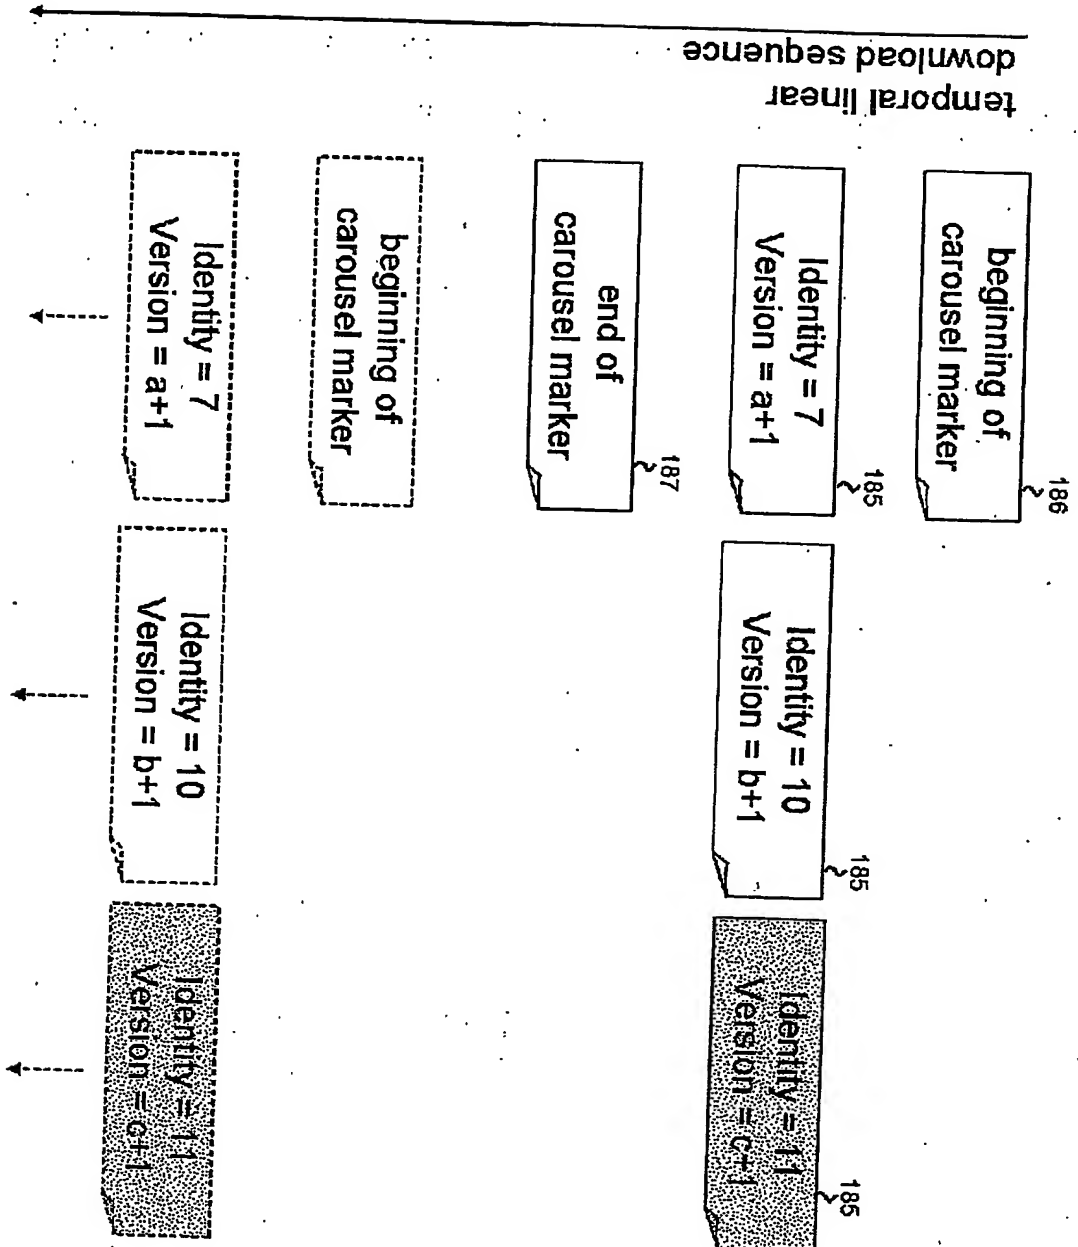 temporal linear
download sequence
beginning of
carousel marker
186
Identity = 7
Version = a+1
185
Identity = 10
Version = b+1
185
Identity = 11
Version = c+1
185
end of
carousel marker
187
beginning of
carousel marker
Identity = 7
Version = a+1
Identity = 10
Version = b+1
Identity = 11
Version = c+1